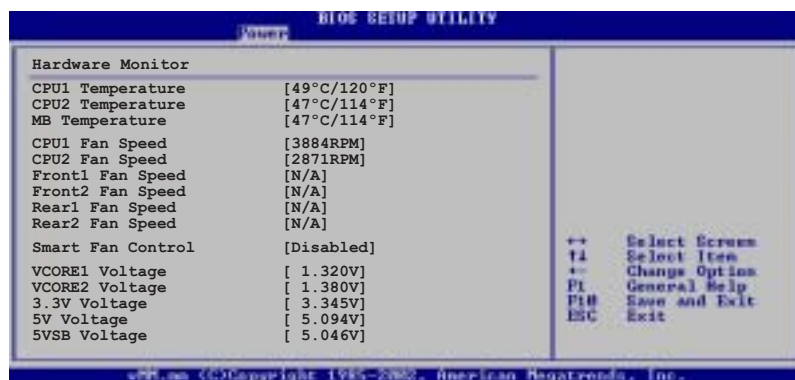 BIOS SETUP UTILITY
Power
Hardware Monitor
CPU1 Temperature [49°C/120°F]
CPU2 Temperature [47°C/114°F]
MB Temperature [47°C/114°F]
CPU1 Fan Speed [3884RPM]
CPU2 Fan Speed [2871RPM]
Front1 Fan Speed [N/A]
Front2 Fan Speed [N/A]
Rear1 Fan Speed [N/A]
Rear2 Fan Speed [N/A]
Smart Fan Control [Disabled]
VCORE1 Voltage [ 1.320V]
VCORE2 Voltage [ 1.380V]
3.3V Voltage [ 3.345V]
5V Voltage [ 5.094V]
5VSB Voltage [ 5.046V]
↔ Select Screen
↑↓ Select Item
+- Change Option
F1 General Help
F10 Save and Exit
ESC Exit
(C)Copyright 1985-2002, American Megatrends, Inc.